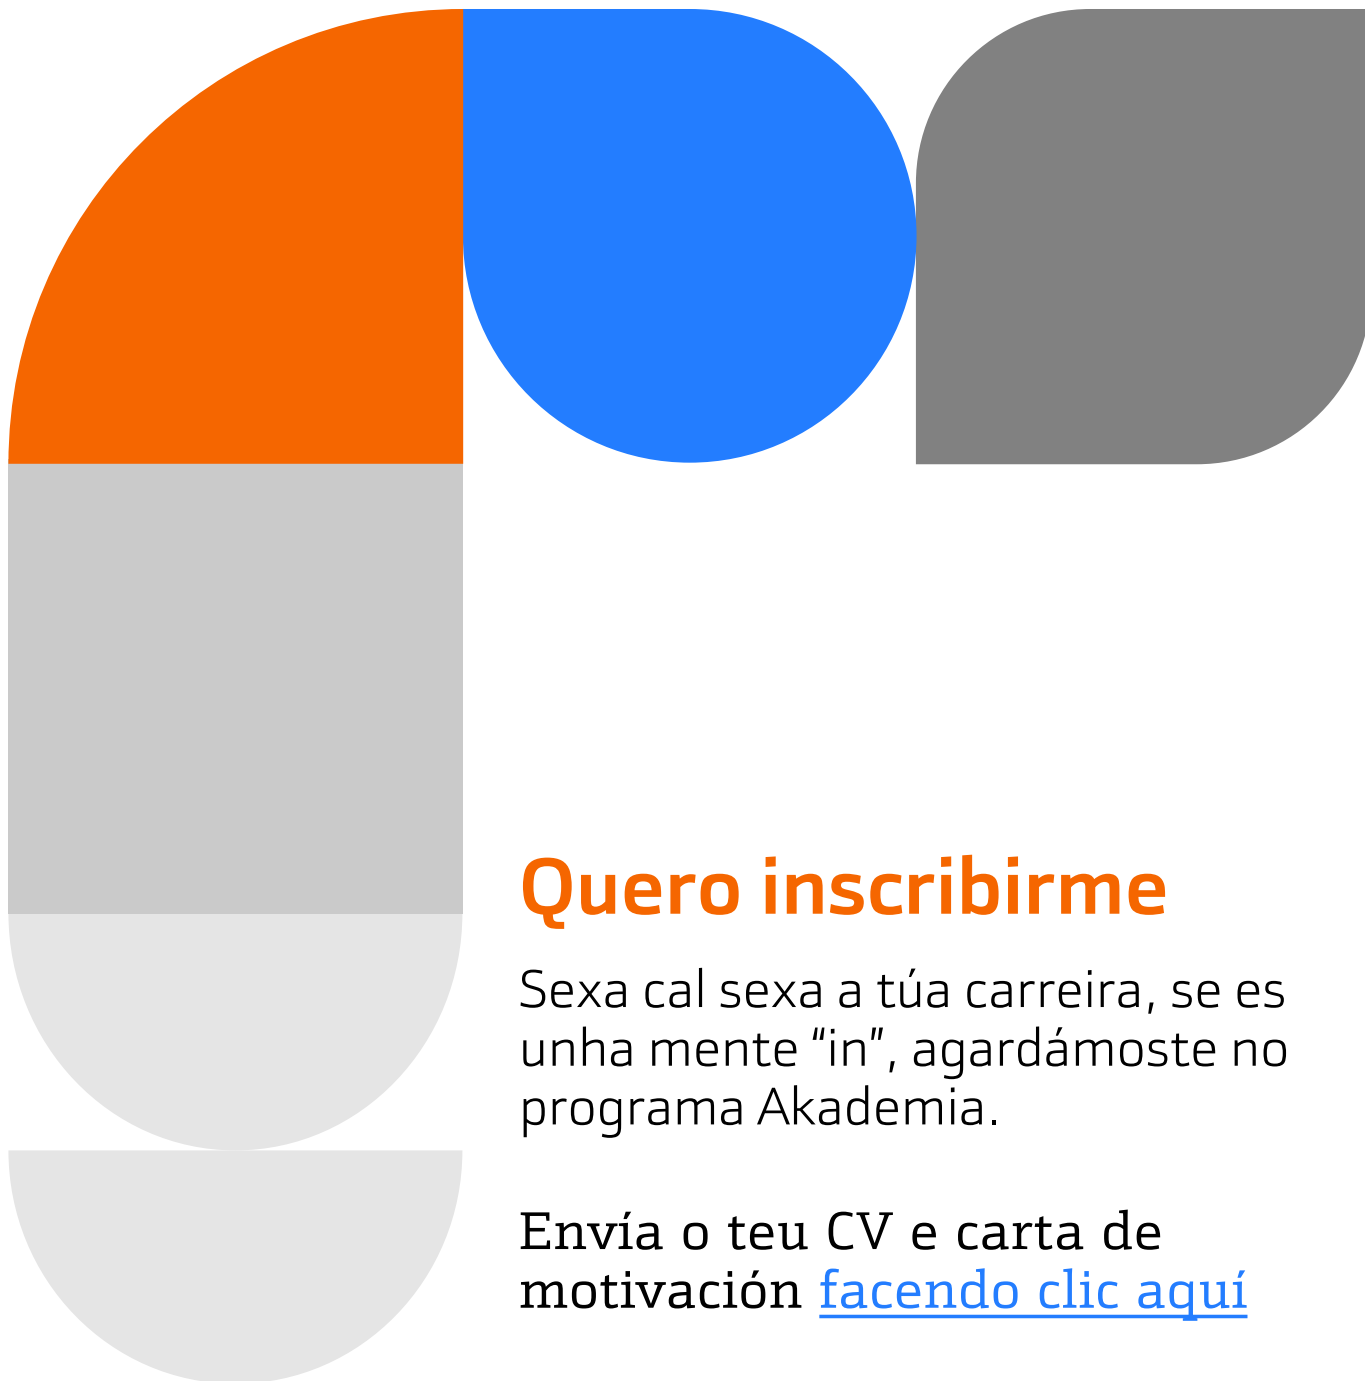 Quero inscribirme
Sexa cal sexa a túa carreira, se es
unha mente “in”, agardámoste no
programa Akademia.
Envía o teu CV e carta de
motivación facendo clic aquí